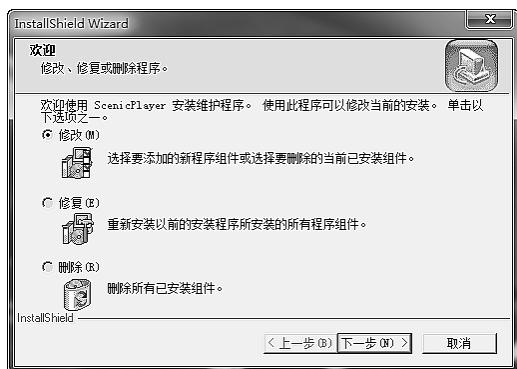 InstallShield Wizard
欢迎
修改、修复或删除程序。
欢迎使用 ScenicPlayer 安装维护程序。 使用此程序可以修改当前的安装。 单击以
下选项之一。
修改(M)
选择要添加的新程序组件或选择要删除的当前已安装组件。
修复(E)
重新安装以前的安装程序所安装的所有程序组件。
删除(R)
删除所有已安装组件。
InstallShield
< 上一步(B) 下一步(N) > 取消